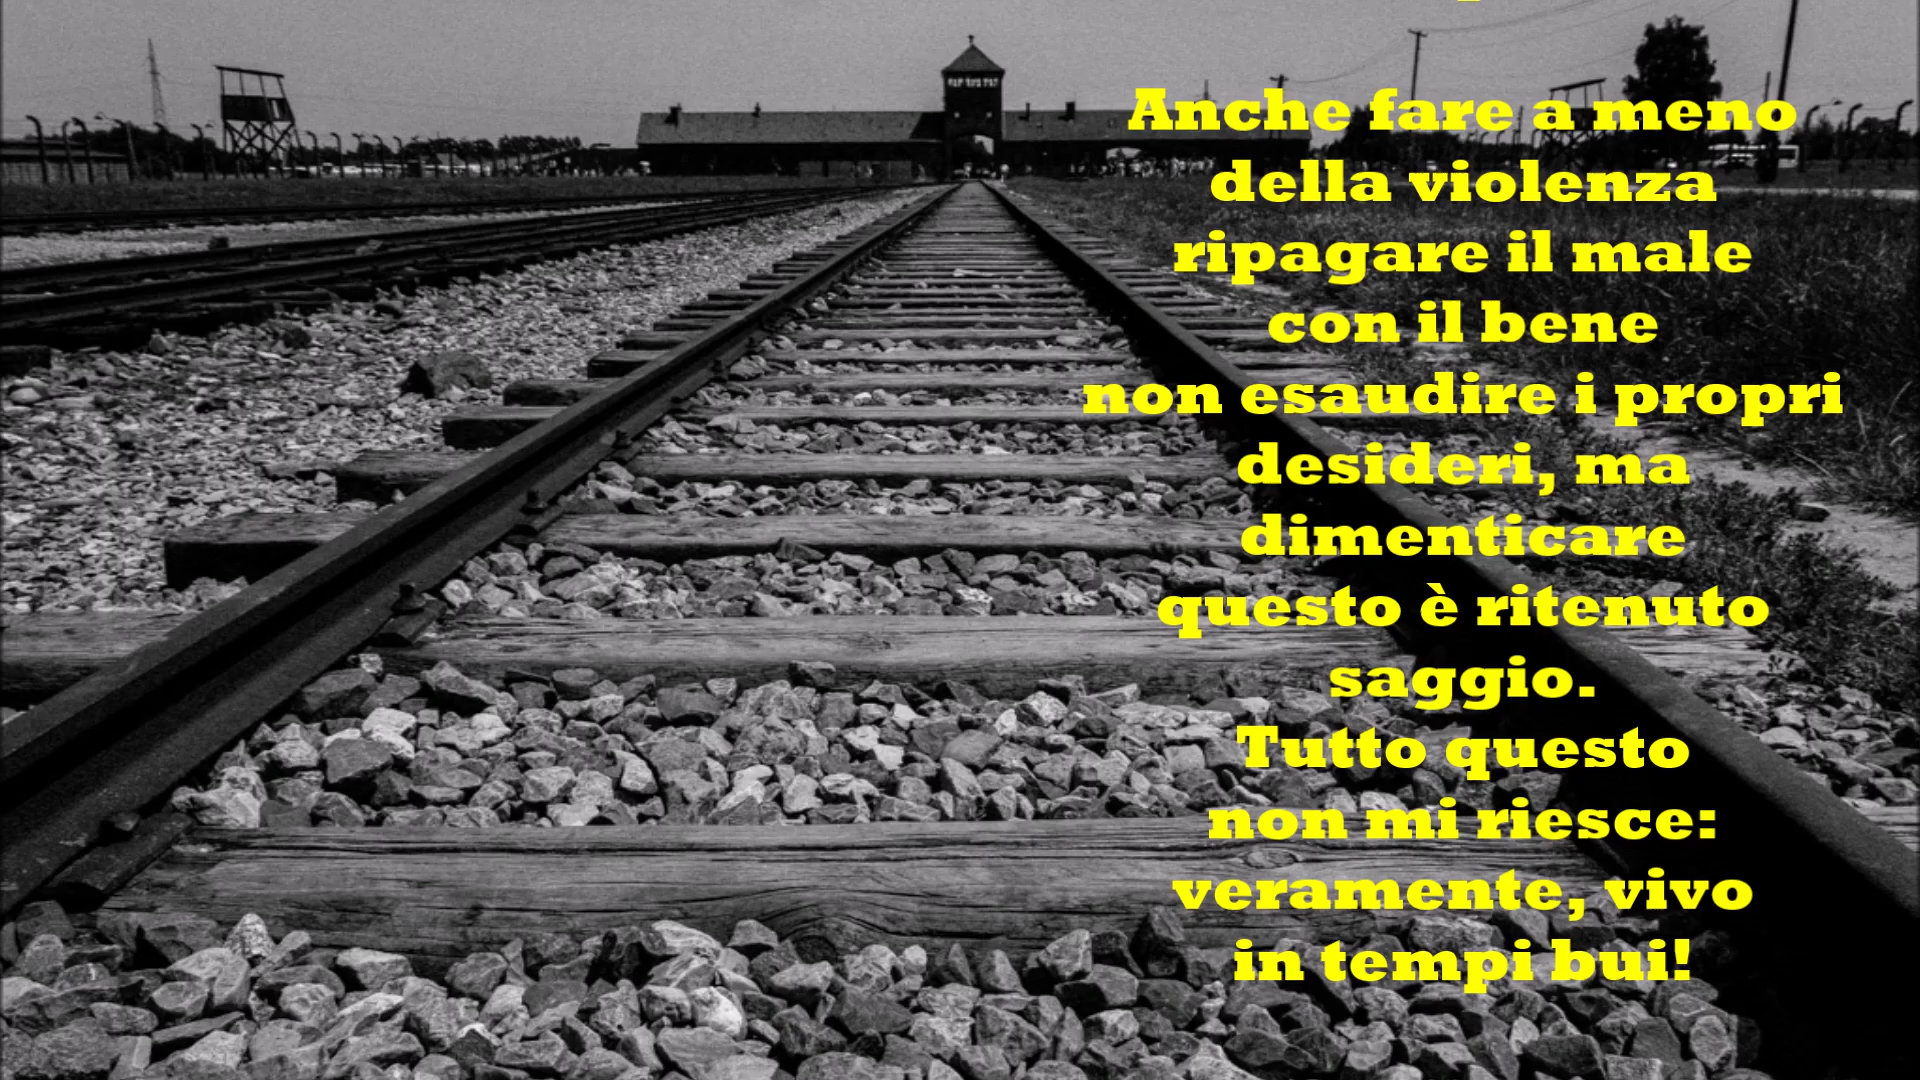 Anche fare a meno
della violenza
ripagare il male
con il bene
non esaudire i propri
desideri, ma
dimenticare
questo è ritenuto
saggio.
Tutto questo
non mi riesce:
veramente, vivo
in tempi bui!